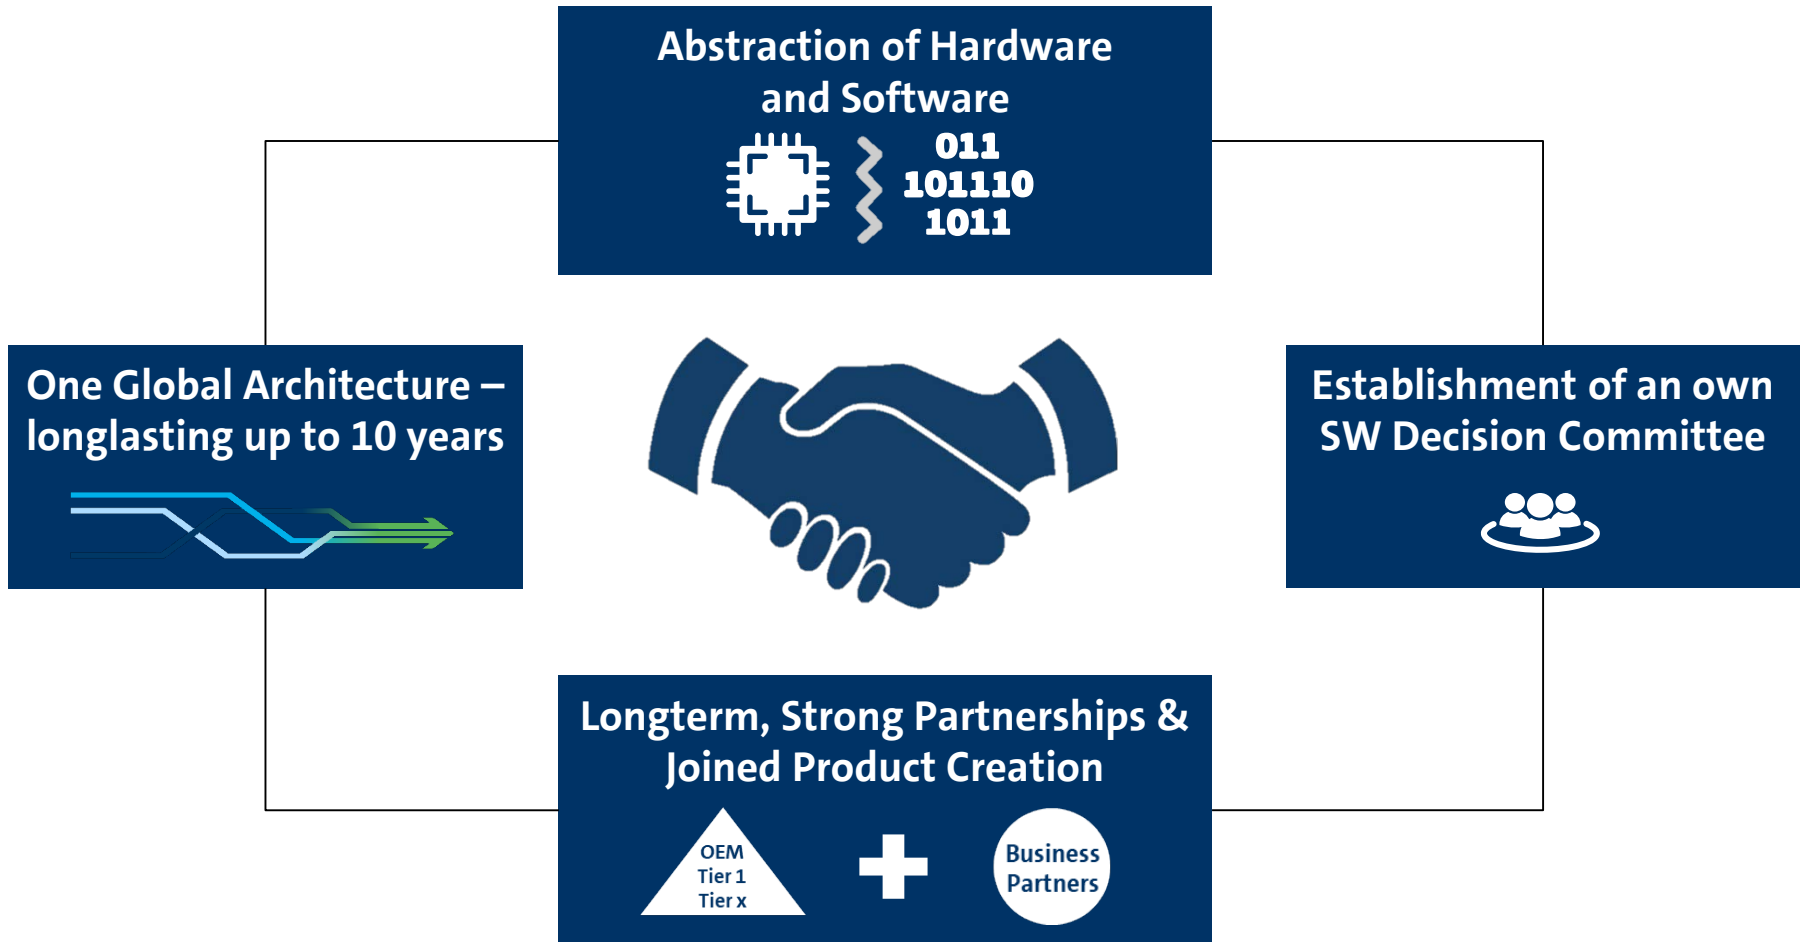 Abstraction of Hardware
and Software
011
101110
1011
One Global Architecture –
longlasting up to 10 years
Establishment of an own
SW Decision Committee
Longterm, Strong Partnerships &
Joined Product Creation
OEM
Tier 1
Tier x
Business
Partners